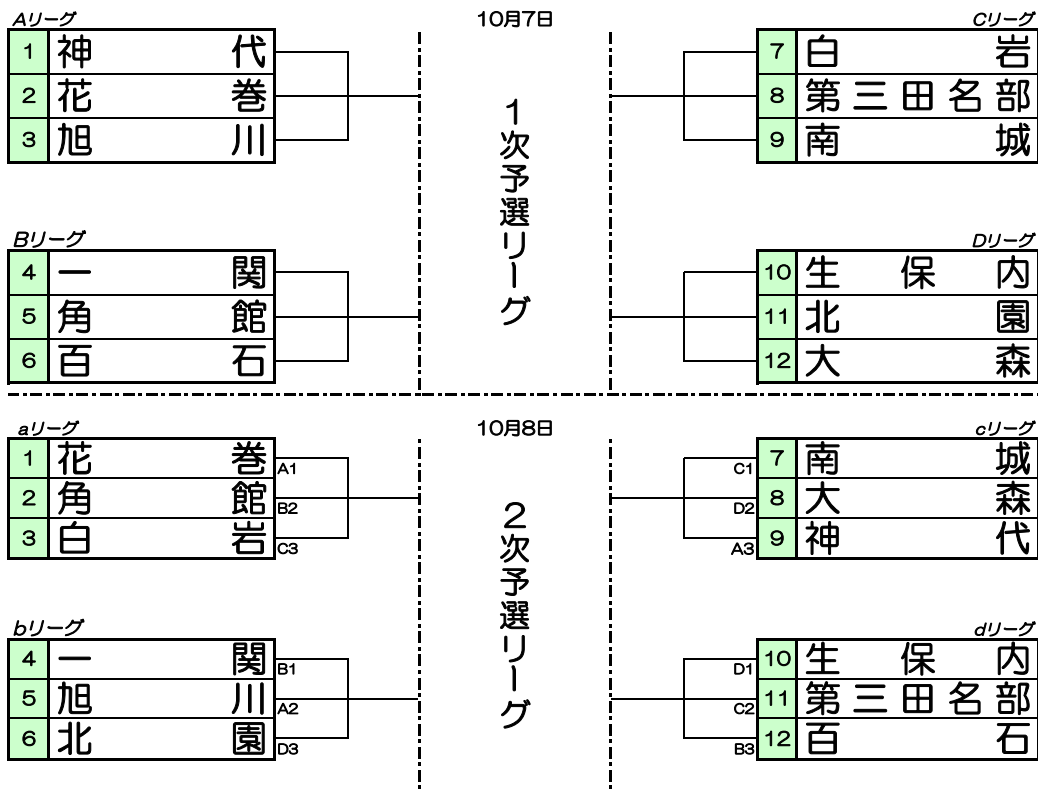 10月7日
Aリーグ
1 神代
2 花巻
3 旭川
Cリーグ
7 白岩
8 第三田名部
9 南城
1次予選リーグ
Bリーグ
4 一関
5 角館
6 百石
Dリーグ
10 生保内
11 北園
12 大森
10月8日
aリーグ
1 花巻 A1
2 角館 B2
3 白岩 C3
cリーグ
C1 7 南城
D2 8 大森
A3 9 神代
2次予選リーグ
bリーグ
4 一関 B1
5 旭川 A2
6 北園 D3
dリーグ
D1 10 生保内
C2 11 第三田名部
B3 12 百石